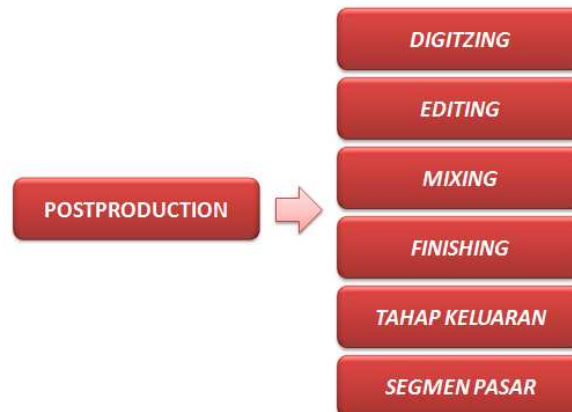 DIGITZING
EDITING
MIXING
POSTPRODUCTION
FINISHING
TAHAP KELUARAN
SEGMEN PASAR